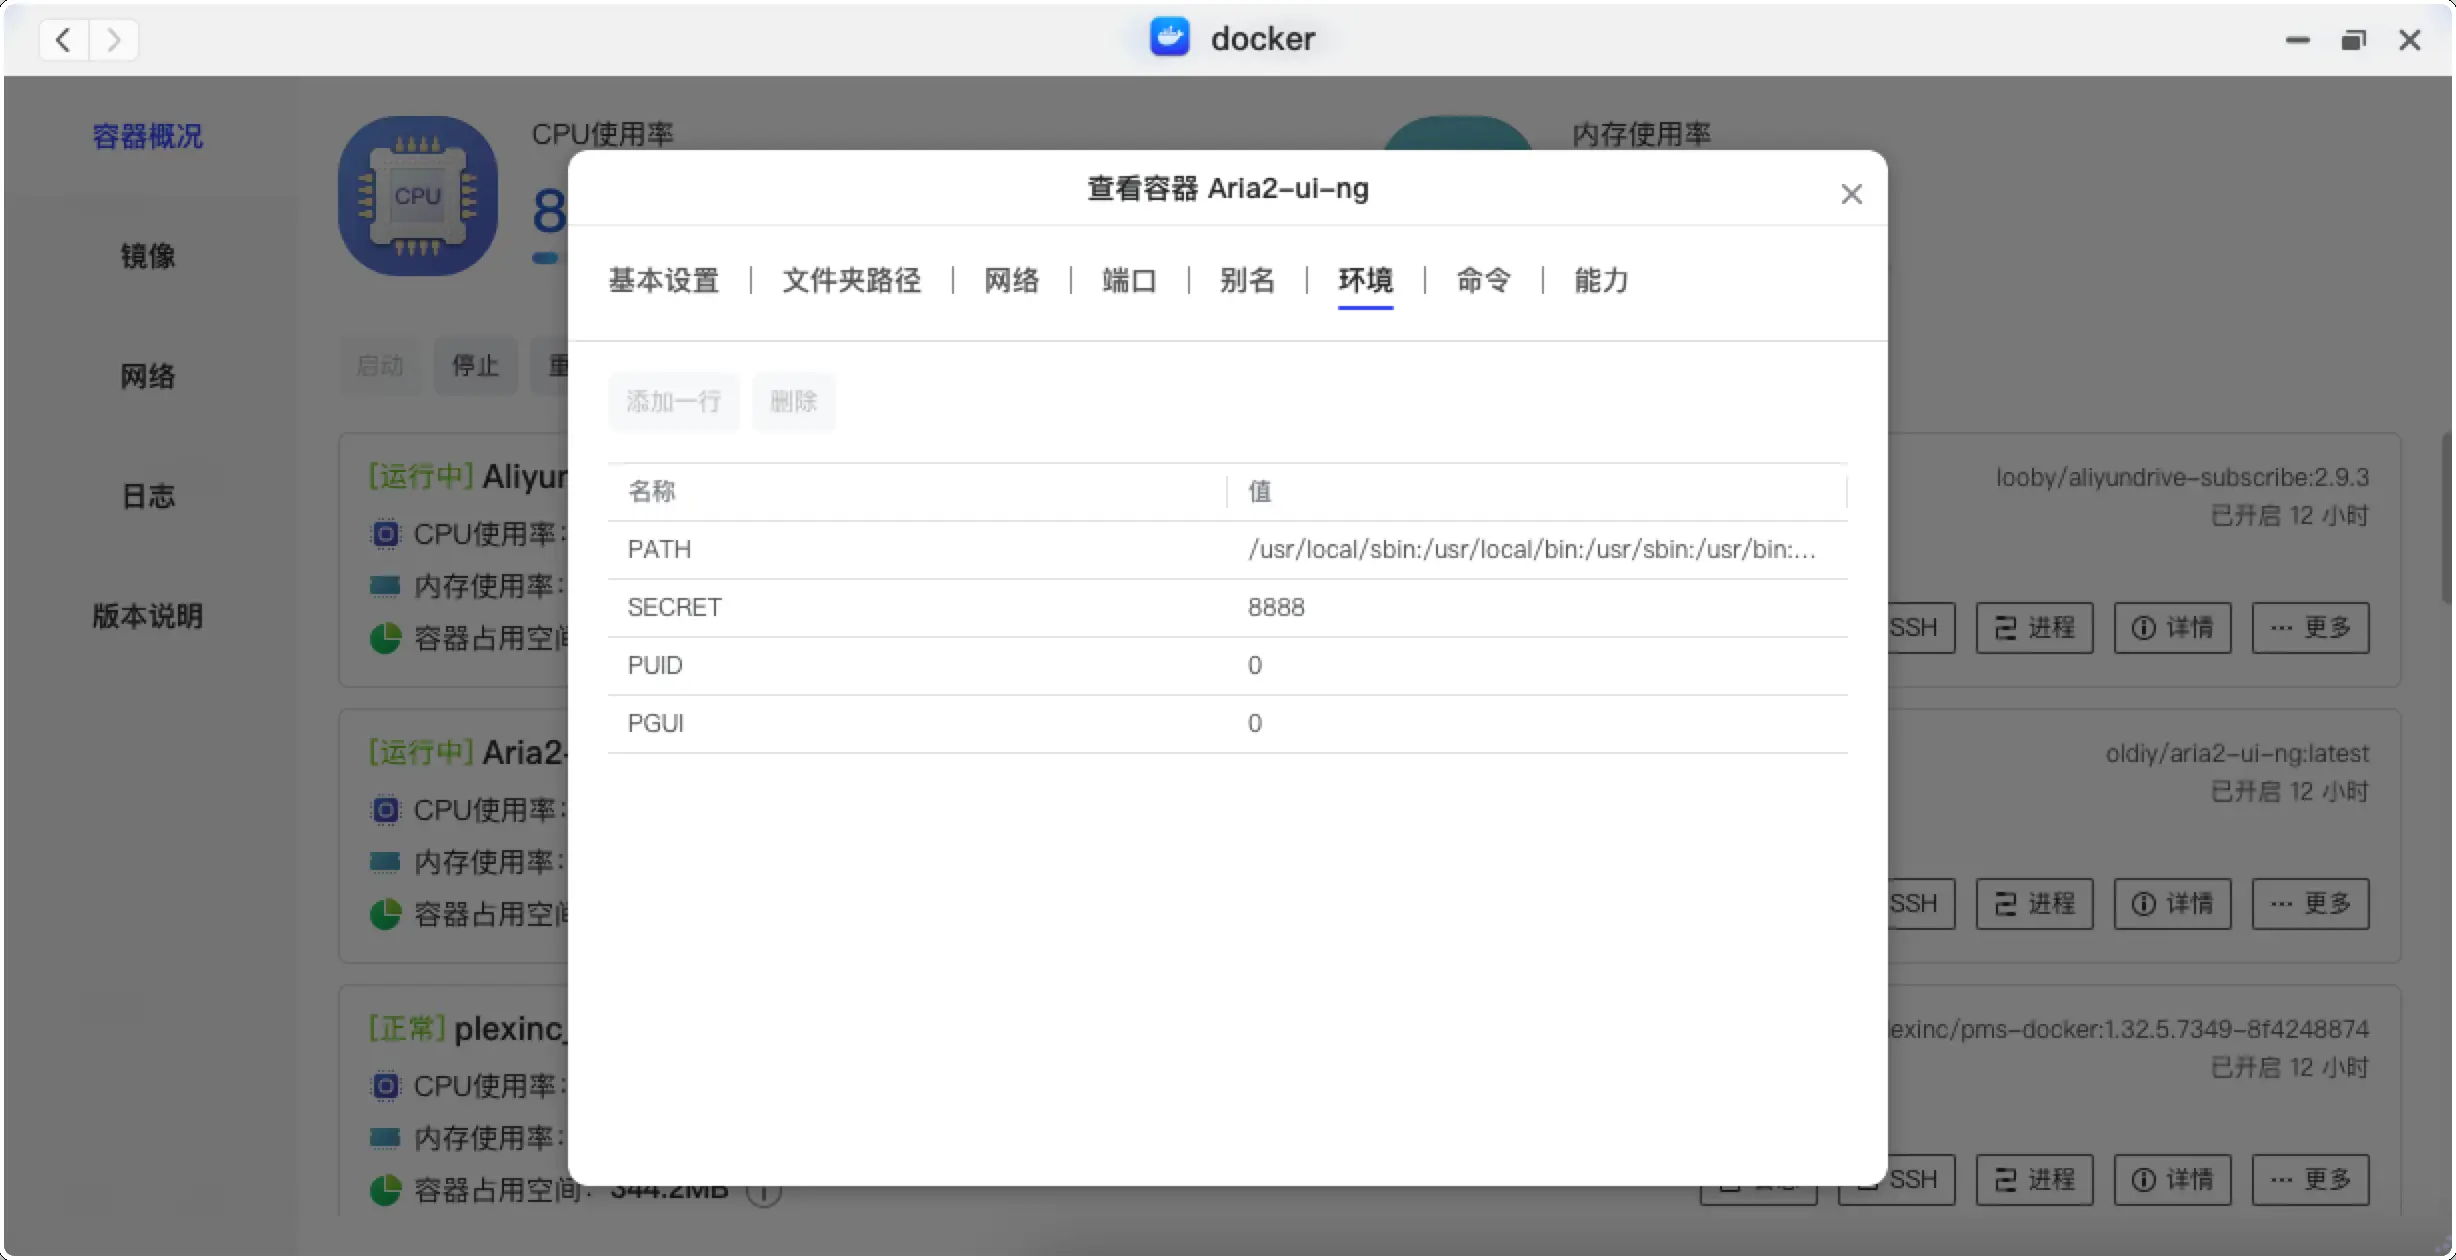 docker
容器概况
镜像
网络
日志
版本说明
CPU
CPU使用率
8
内存使用率
启动 停止 重
[运行中] Aliyun
CPU使用率:
内存使用率:
容器占用空间
looby/aliyundrive-subscribe:2.9.3
已开启 12 小时
SSH 进程 详情 更多
[运行中] Aria2-
CPU使用率:
内存使用率:
容器占用空间
oldiy/aria2-ui-ng:latest
已开启 12 小时
SSH 进程 详情 更多
[正常] plexinc_
CPU使用率:
内存使用率:
容器占用空间: 344.2MB
lexinc/pms-docker:1.32.5.7349-8f4248874
已开启 12 小时
SSH 进程 详情 更多
查看容器 Aria2-ui-ng
基本设置 | 文件夹路径 | 网络 | 端口 | 别名 | 环境 | 命令 | 能力
添加一行 删除
名称 值
PATH /usr/local/sbin:/usr/local/bin:/usr/sbin:/usr/bin:...
SECRET 8888
PUID 0
PGUI 0